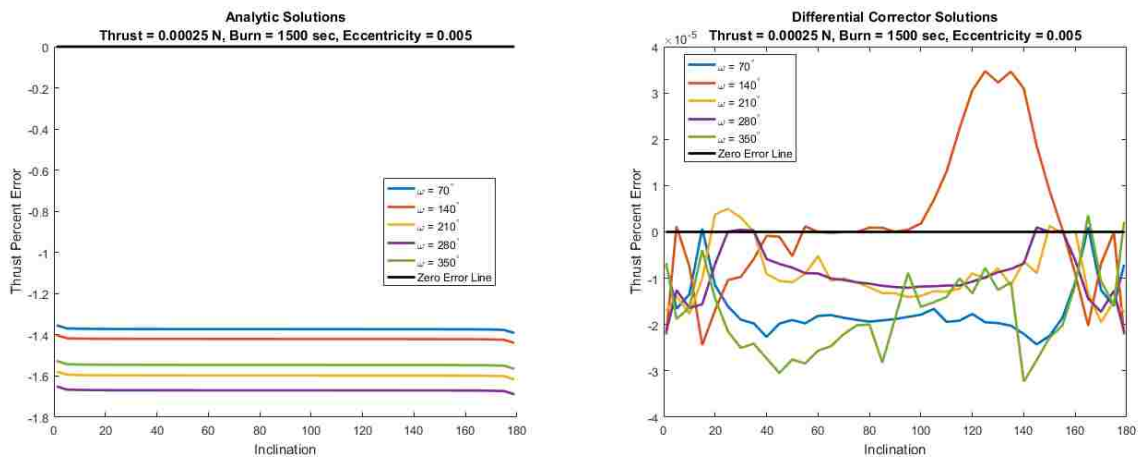 Analytic Solutions
Thrust = 0.00025 N, Burn = 1500 sec, Eccentricity = 0.005
Thrust Percent Error
0
-0.2
-0.4
-0.6
-0.8
-1
-1.2
-1.4
-1.6
-1.8
ω = 70°
ω = 140°
ω = 210°
ω = 280°
ω = 350°
Zero Error Line
0 20 40 60 80 100 120 140 160 180
Inclination
Differential Corrector Solutions
Thrust = 0.00025 N, Burn = 1500 sec, Eccentricity = 0.005
× 10⁻⁵
Thrust Percent Error
4
3
2
1
0
-1
-2
-3
-4
ω = 70°
ω = 140°
ω = 210°
ω = 280°
ω = 350°
Zero Error Line
0 20 40 60 80 100 120 140 160 180
Inclination